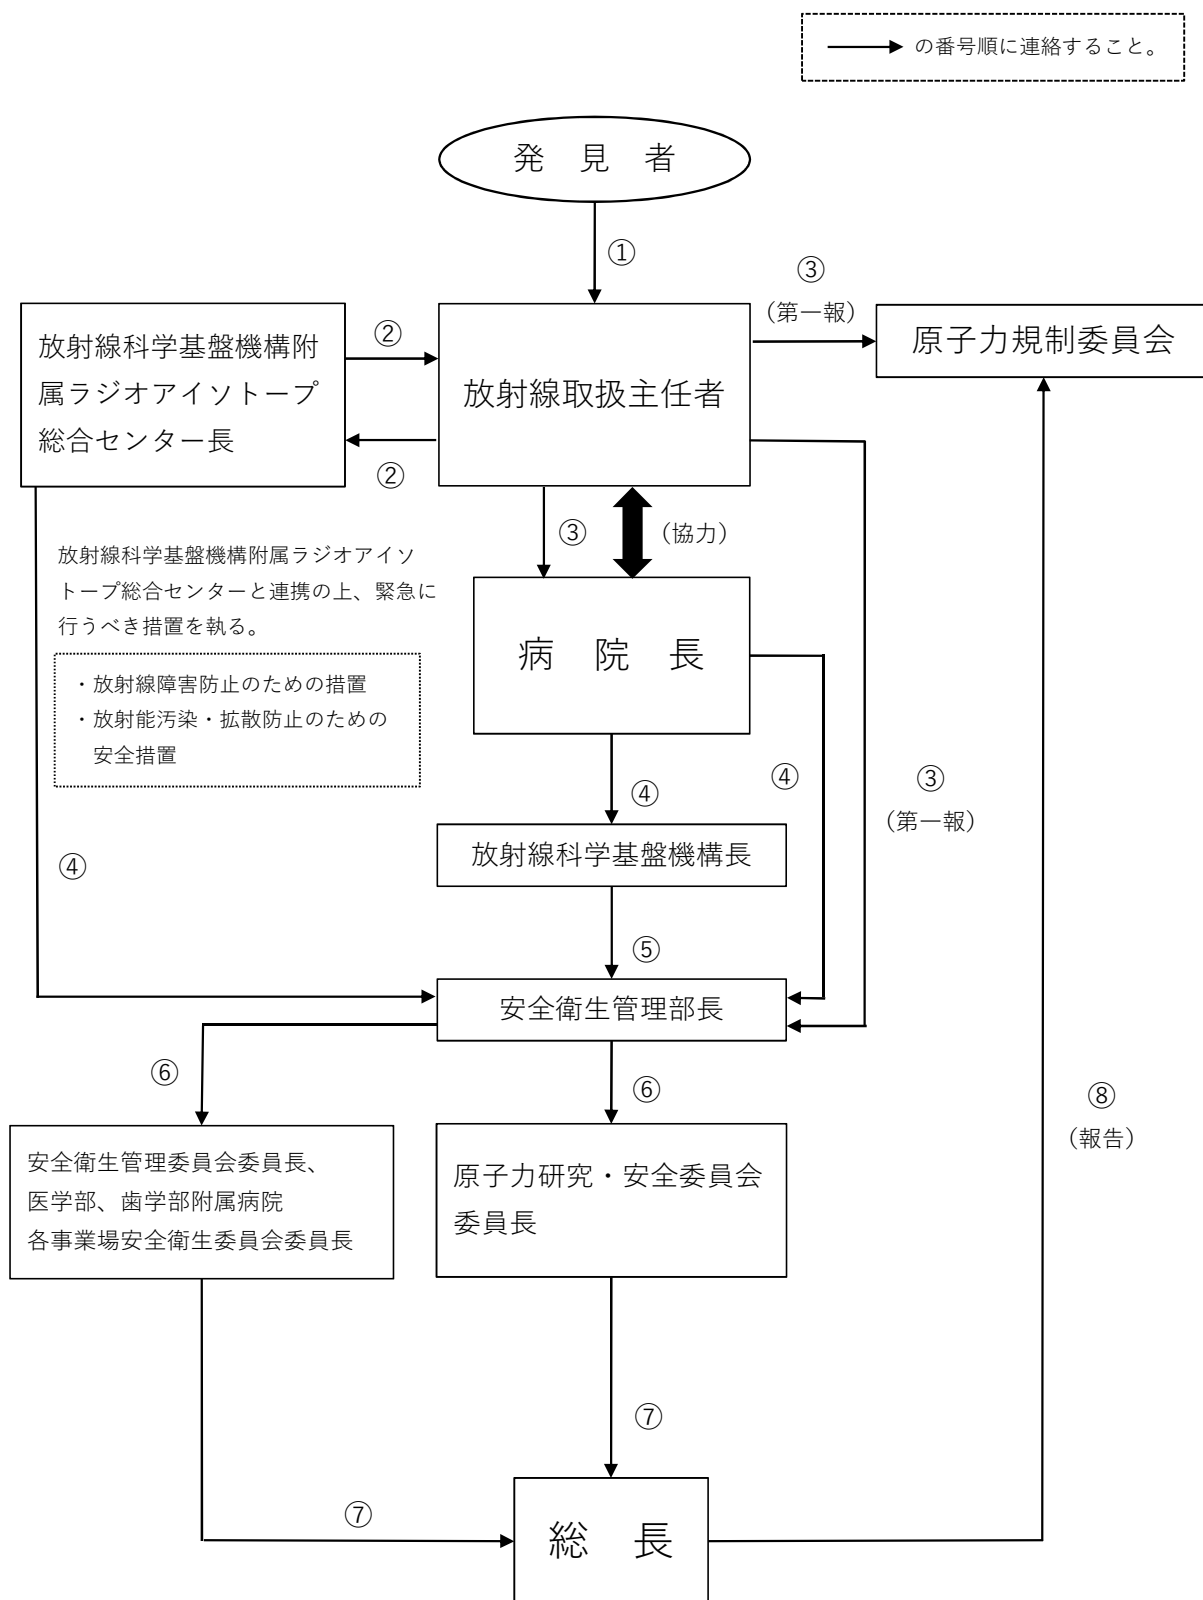 の番号順に連絡すること。
発　見　者
①
③
（第一報）
放射線科学基盤機構附
属ラジオアイソトープ
総合センター長
②
②
放射線取扱主任者
原子力規制委員会
③
（協力）
放射線科学基盤機構附属ラジオアイソ
トープ総合センターと連携の上、緊急に
行うべき措置を執る。
・放射線障害防止のための措置
・放射能汚染・拡散防止のための
安全措置
病　院　長
④
④
③
（第一報）
④
放射線科学基盤機構長
⑤
安全衛生管理部長
⑥
⑥
⑧
（報告）
安全衛生管理委員会委員長、
医学部、歯学部附属病院
各事業場安全衛生委員会委員長
原子力研究・安全委員会
委員長
⑦
⑦
総　長